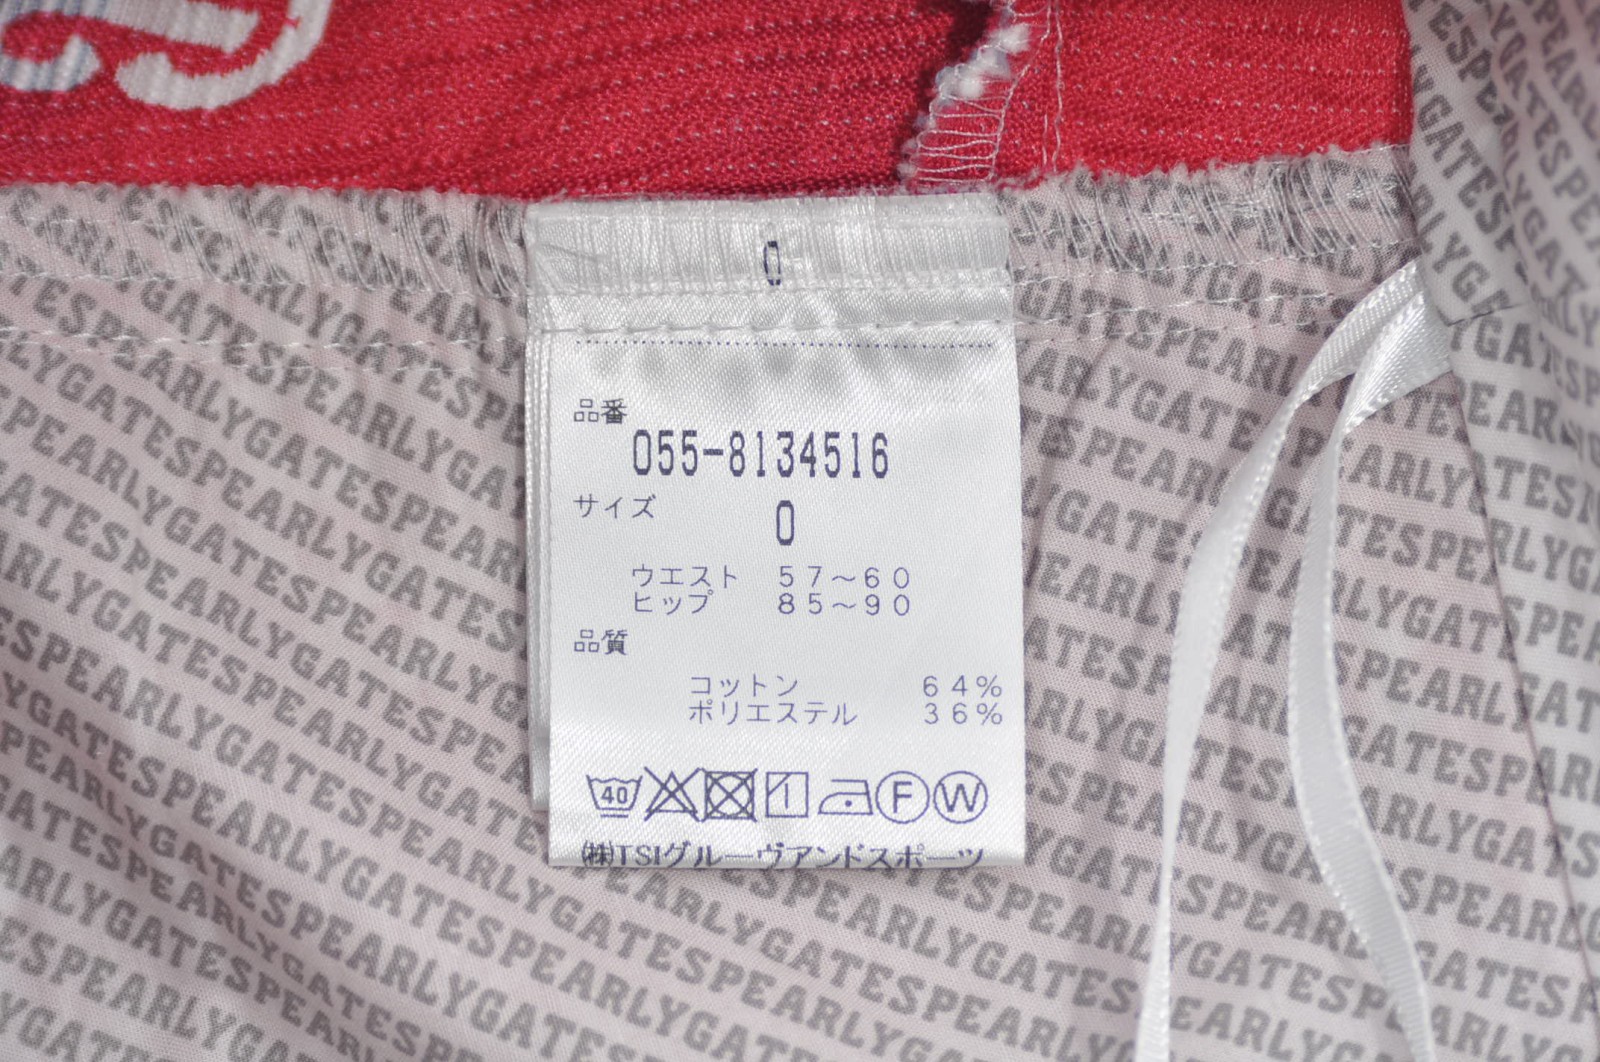 0
品番
055-8134516
サイズ
0
ウエスト 57～60
ヒップ 85～90
品質
コットン 64%
ポリエステル 36%
40 F W
㈱TSIグルーヴアンドスポーツ
PEARLYGATESPEARLYGATESPEARLYGATES